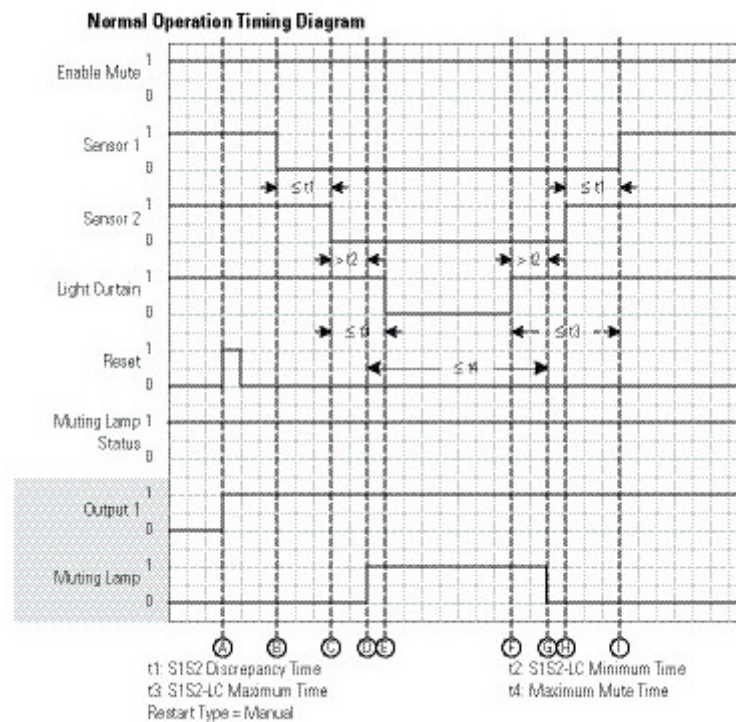 Normal Operation Timing Diagram
Enable Mute 1
0
Sensor 1 1
0
≤ t1
≤ t1
Sensor 2 1
0
> t2
> t2
Light Curtain 1
0
≤ t3
≤ t3
Reset 1
0
≤ t4
Muting Lamp 1
Status
0
Output 1 1
0
Muting Lamp 1
0
A B C D E F G H I
t1: S1S2 Discrepancy Time
t2: S1S2-LC Minimum Time
t3: S1S2-LC Maximum Time
t4: Maximum Mute Time
Restart Type = Manual